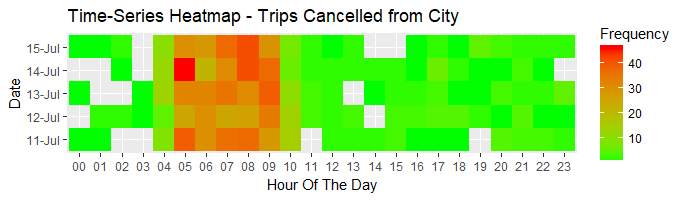 Time-Series Heatmap - Trips Cancelled from City
Date
15-Jul
14-Jul
13-Jul
12-Jul
11-Jul
00 01 02 03 04 05 06 07 08 09 10 11 12 13 14 15 16 17 18 19 20 21 22 23
Hour Of The Day
Frequency
40
30
20
10